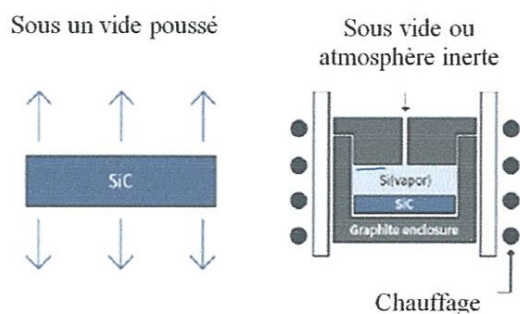 Sous un vide poussé
Sous vide ou
atmosphère inerte
SiC
Si(vapor)
SiC
Graphite enclosure
Chauffage